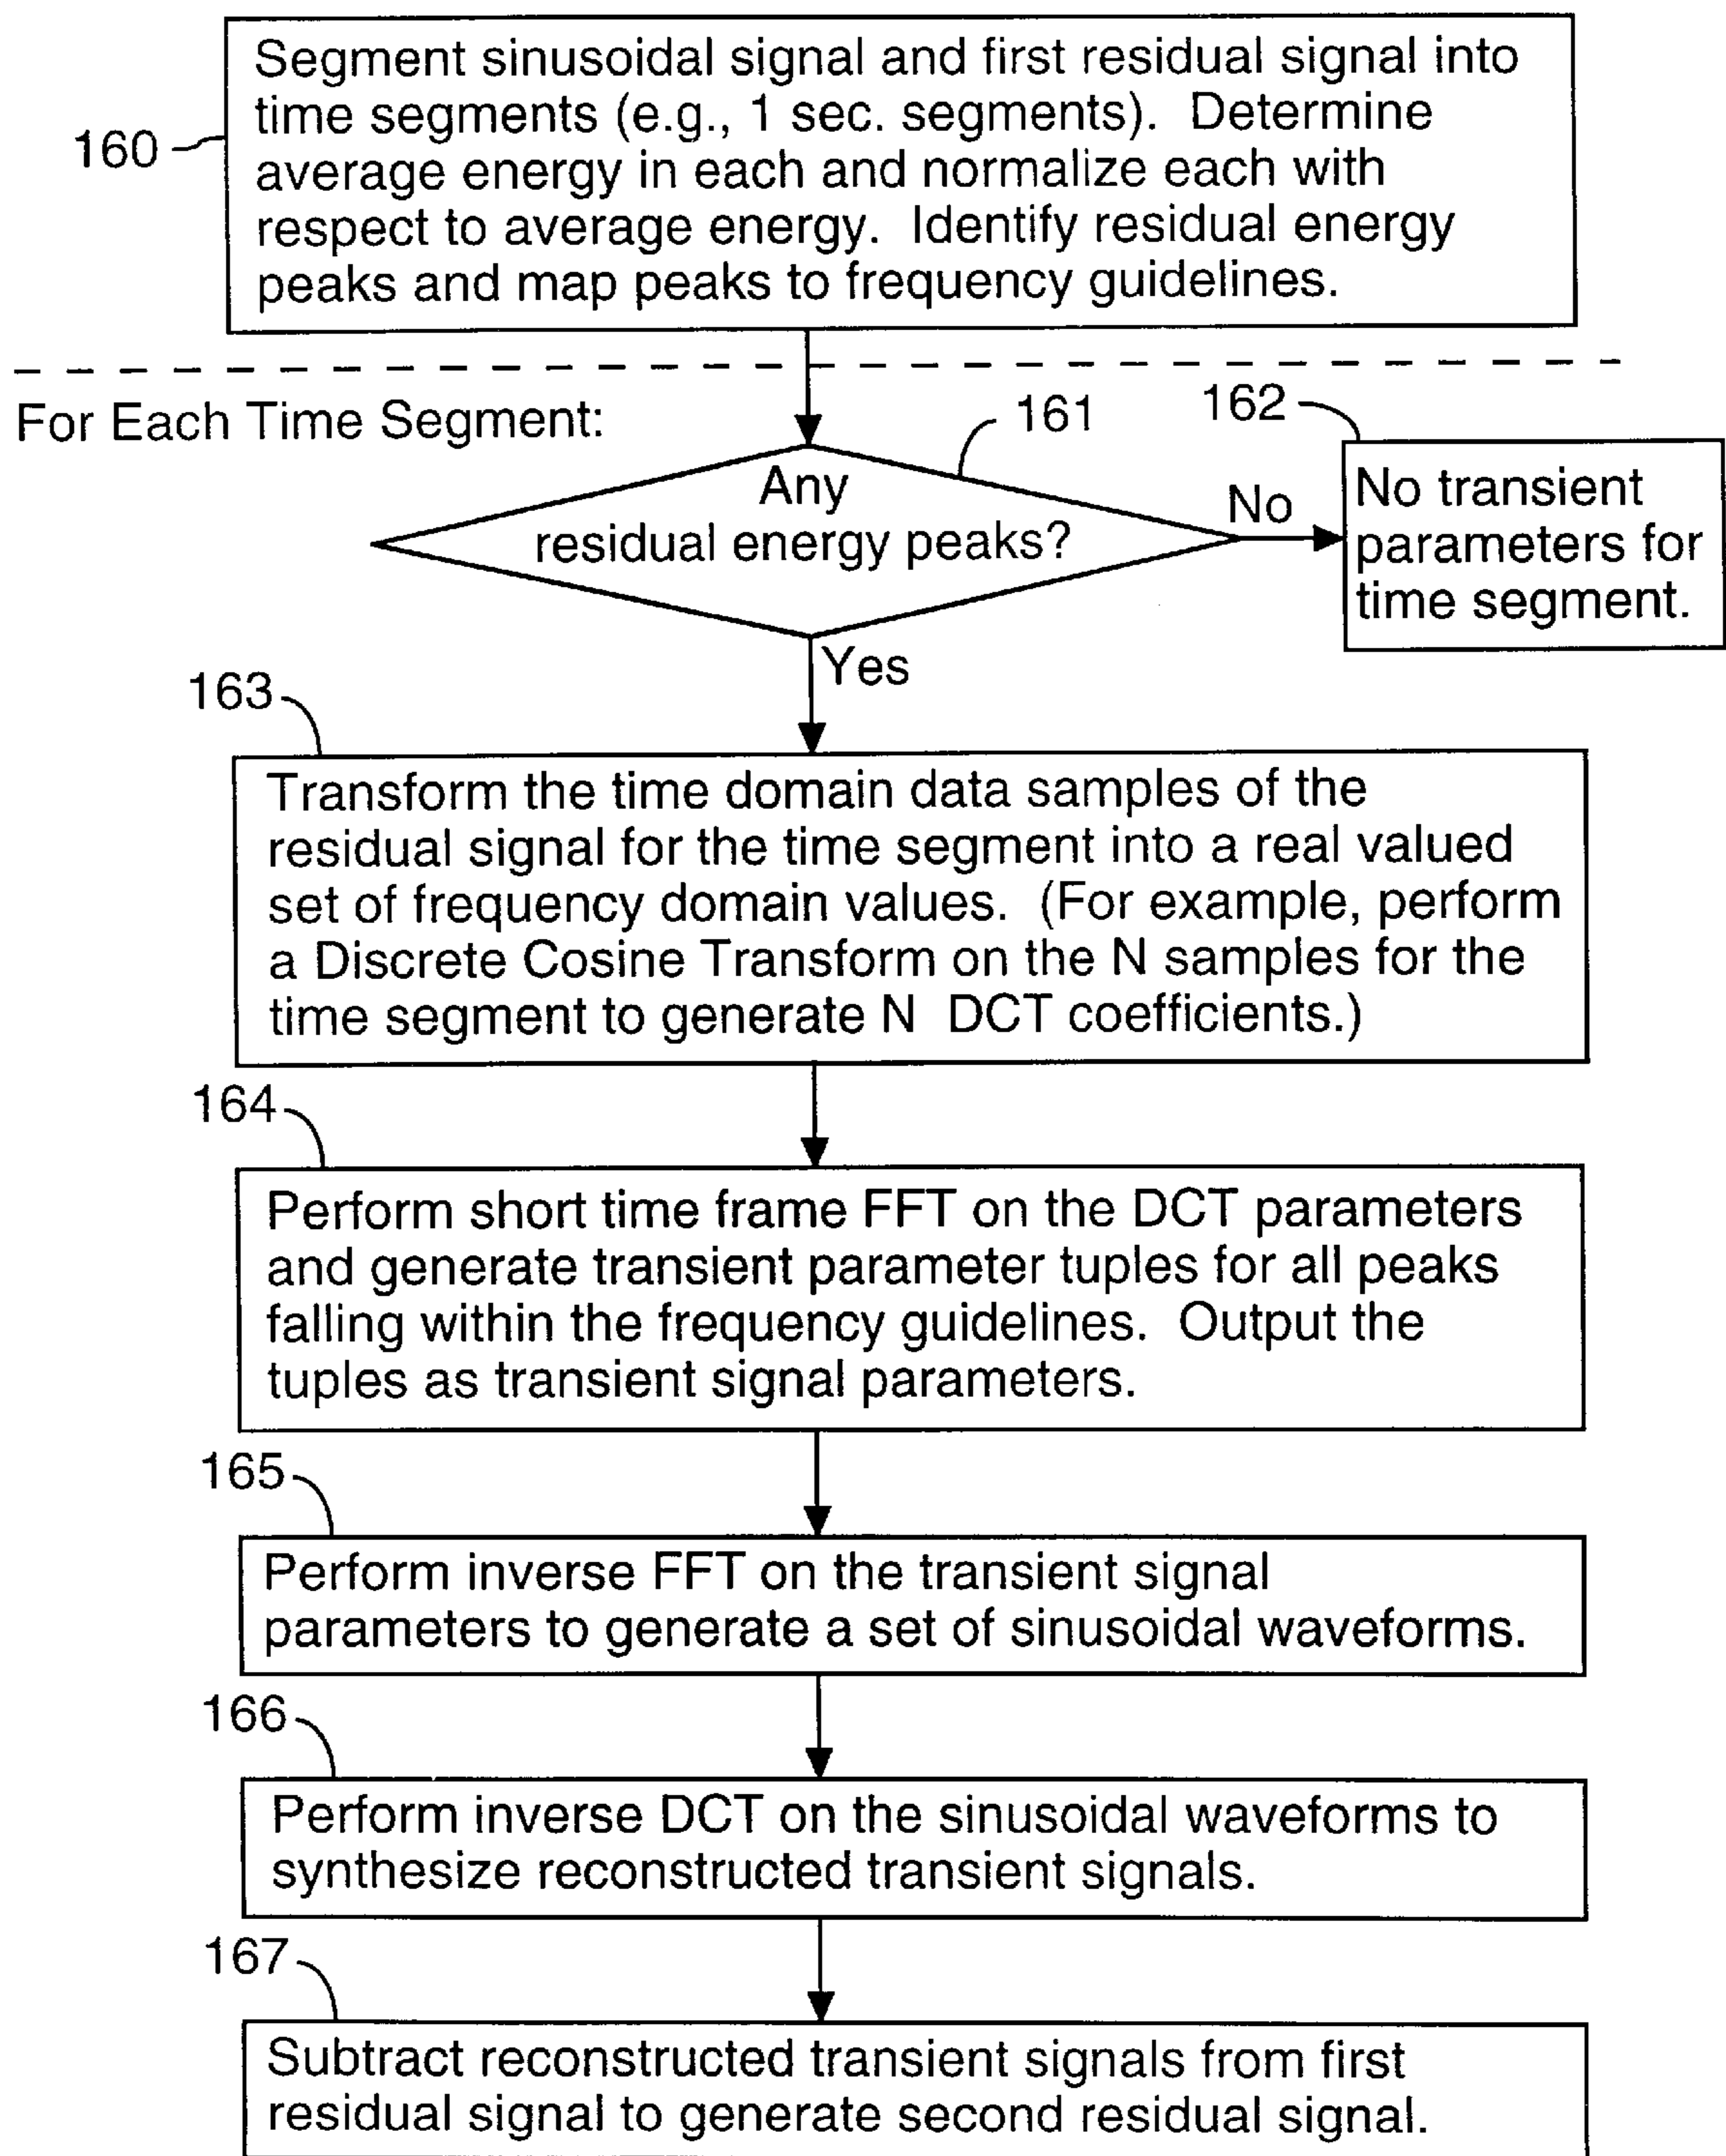 Segment sinusoidal signal and first residual signal into
time segments (e.g., 1 sec. segments).  Determine
160
average energy in each and normalize each with
respect to average energy.  Identify residual energy
peaks and map peaks to frequency guidelines.
For Each Time Segment:
161
162
Any
residual energy peaks?
No
No transient
parameters for
time segment.
Yes
163
Transform the time domain data samples of the
residual signal for the time segment into a real valued
set of frequency domain values.  (For example, perform
a Discrete Cosine Transform on the N samples for the
time segment to generate N  DCT coefficients.)
164
Perform short time frame FFT on the DCT parameters
and generate transient parameter tuples for all peaks
falling within the frequency guidelines.  Output the
tuples as transient signal parameters.
165
Perform inverse FFT on the transient signal
parameters to generate a set of sinusoidal waveforms.
166
Perform inverse DCT on the sinusoidal waveforms to
synthesize reconstructed transient signals.
167
Subtract reconstructed transient signals from first
residual signal to generate second residual signal.